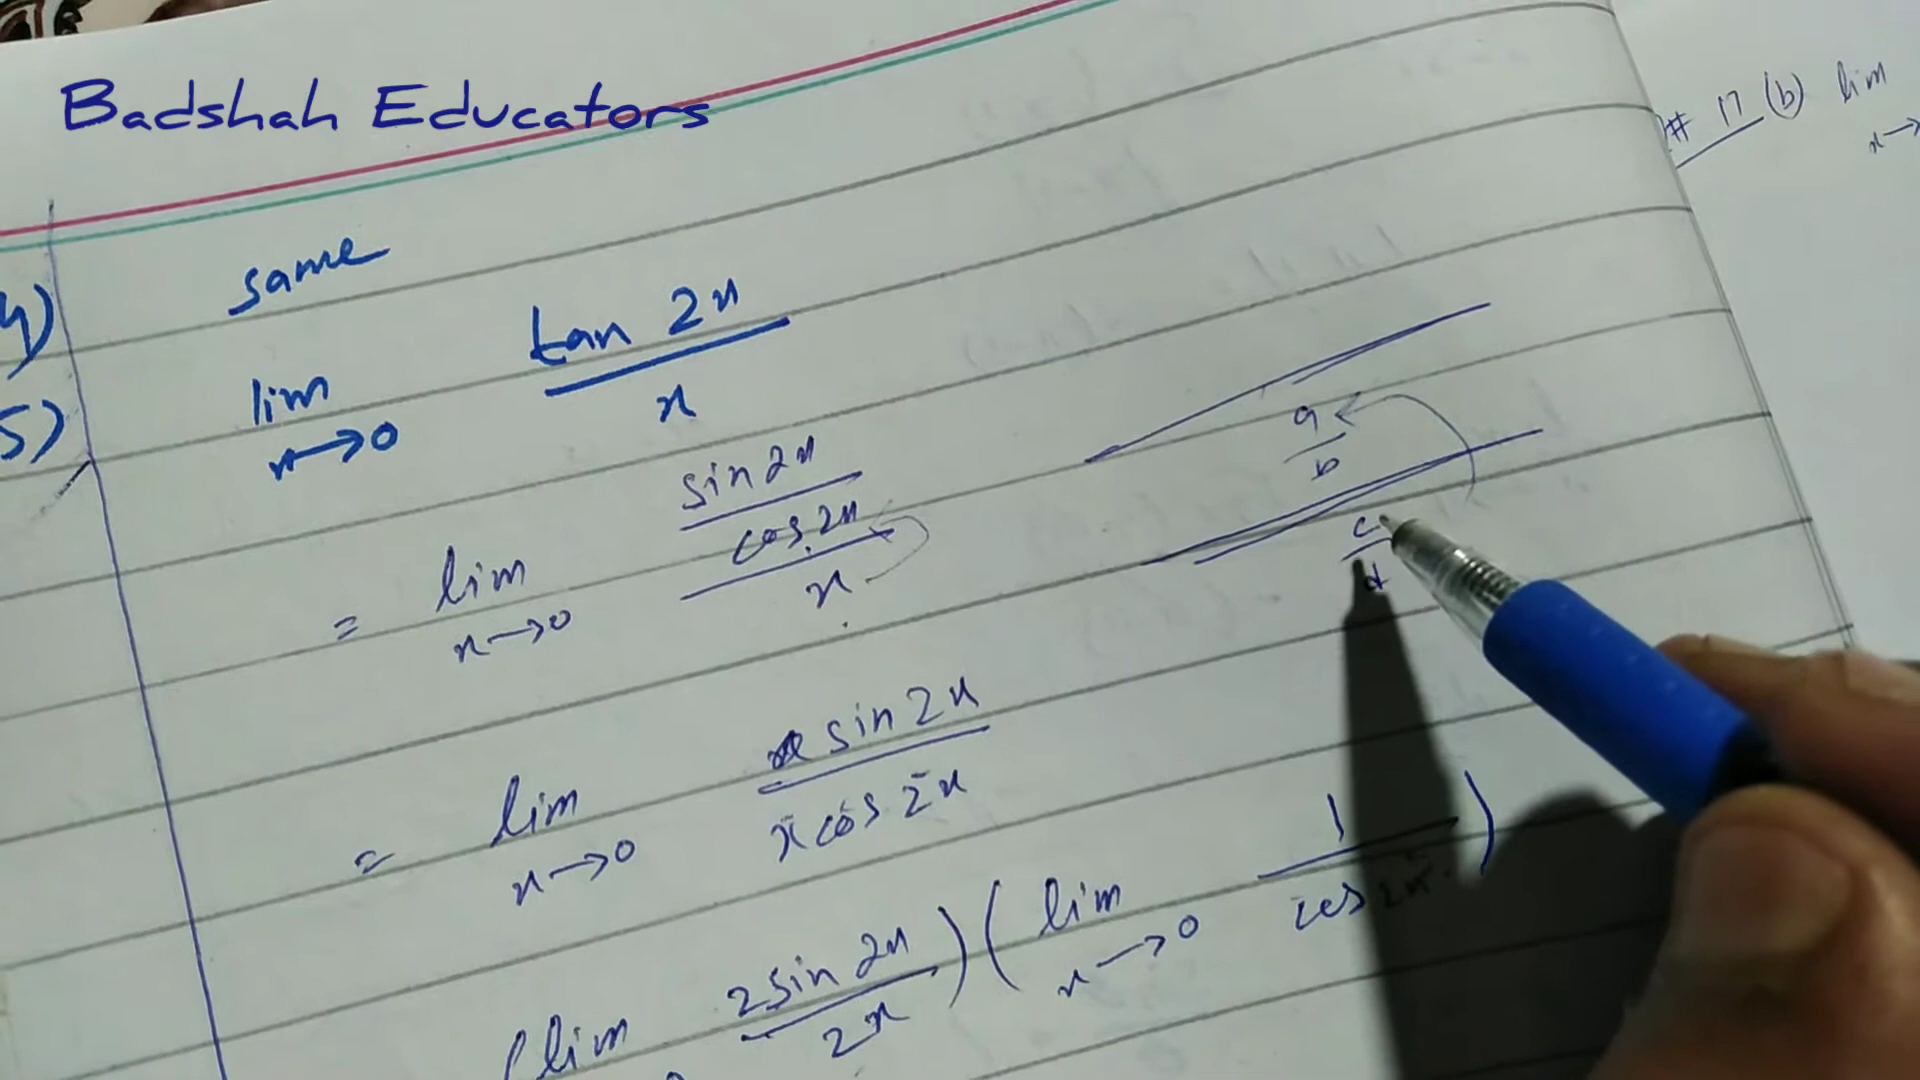 Badshah Educators
# 17 (b) lim
x→
4) same
5) lim x→0 tan 2x / x
= lim x→0 sin 2x / cos 2x / x
a / b
c / d
= lim x→0 sin 2x / x cos 2x
(lim 2 sin 2x / 2x) (lim x→0 1 / cos 2x)